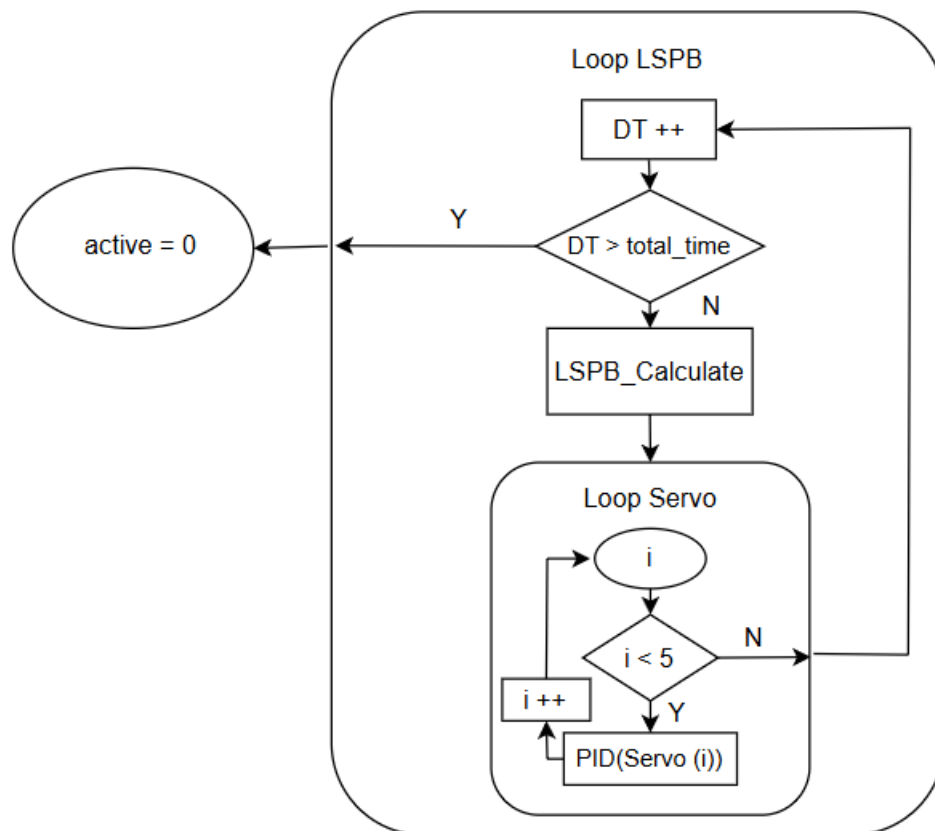 Loop LSPB
DT ++
Y
active = 0
DT > total_time
N
LSPB_Calculate
Loop Servo
i
N
i < 5
i ++
Y
PID(Servo (i))